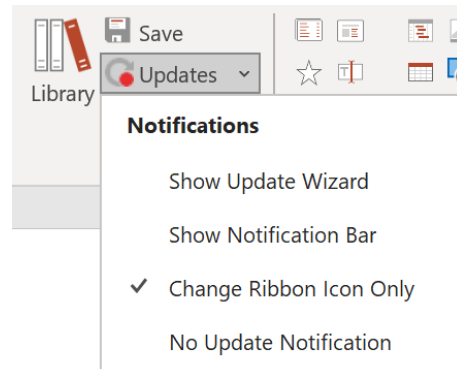 Save
Updates
Library
Notifications
Show Update Wizard
Show Notification Bar
Change Ribbon Icon Only
No Update Notification